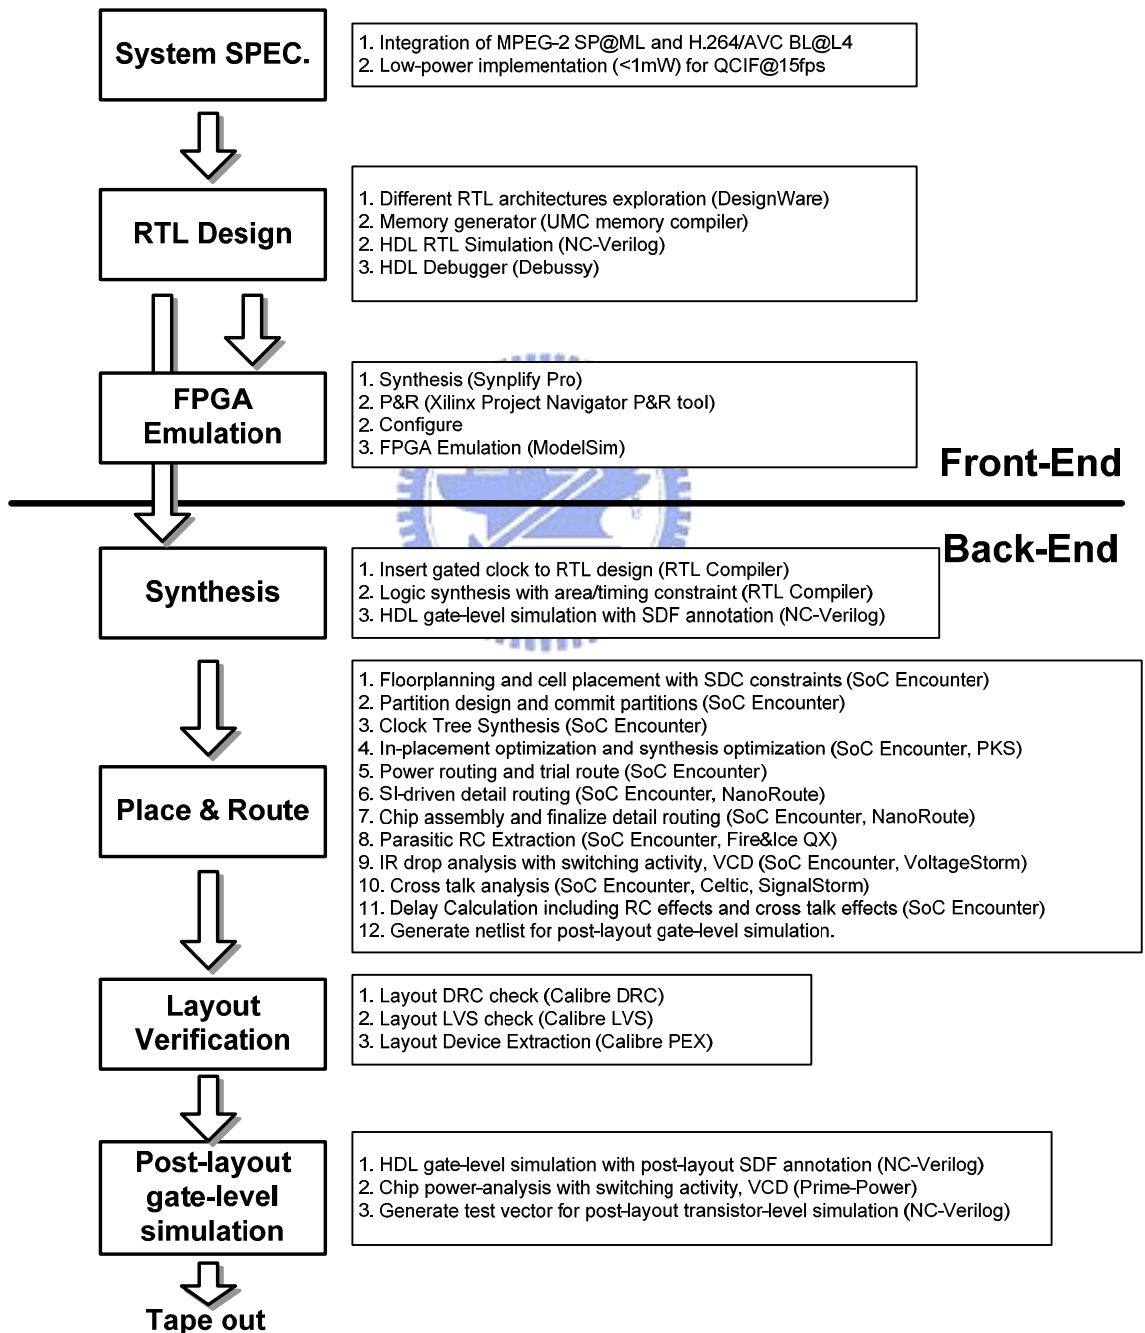 System SPEC.
1. Integration of MPEG-2 SP@ML and H.264/AVC BL@L4
2. Low-power implementation (<1mW) for QCIF@15fps
RTL Design
1. Different RTL architectures exploration (DesignWare)
2. Memory generator (UMC memory compiler)
2. HDL RTL Simulation (NC-Verilog)
3. HDL Debugger (Debussy)
FPGA
Emulation
1. Synthesis (Synplify Pro)
2. P&R (Xilinx Project Navigator P&R tool)
2. Configure
3. FPGA Emulation (ModelSim)
Front-End
Back-End
Synthesis
1. Insert gated clock to RTL design (RTL Compiler)
2. Logic synthesis with area/timing constraint (RTL Compiler)
3. HDL gate-level simulation with SDF annotation (NC-Verilog)
Place & Route
1. Floorplanning and cell placement with SDC constraints (SoC Encounter)
2. Partition design and commit partitions (SoC Encounter)
3. Clock Tree Synthesis (SoC Encounter)
4. In-placement optimization and synthesis optimization (SoC Encounter, PKS)
5. Power routing and trial route (SoC Encounter)
6. SI-driven detail routing (SoC Encounter, NanoRoute)
7. Chip assembly and finalize detail routing (SoC Encounter, NanoRoute)
8. Parasitic RC Extraction (SoC Encounter, Fire&Ice QX)
9. IR drop analysis with switching activity, VCD (SoC Encounter, VoltageStorm)
10. Cross talk analysis (SoC Encounter, Celtic, SignalStorm)
11. Delay Calculation including RC effects and cross talk effects (SoC Encounter)
12. Generate netlist for post-layout gate-level simulation.
Layout
Verification
1. Layout DRC check (Calibre DRC)
2. Layout LVS check (Calibre LVS)
3. Layout Device Extraction (Calibre PEX)
Post-layout
gate-level
simulation
1. HDL gate-level simulation with post-layout SDF annotation (NC-Verilog)
2. Chip power-analysis with switching activity, VCD (Prime-Power)
3. Generate test vector for post-layout transistor-level simulation (NC-Verilog)
Tape out